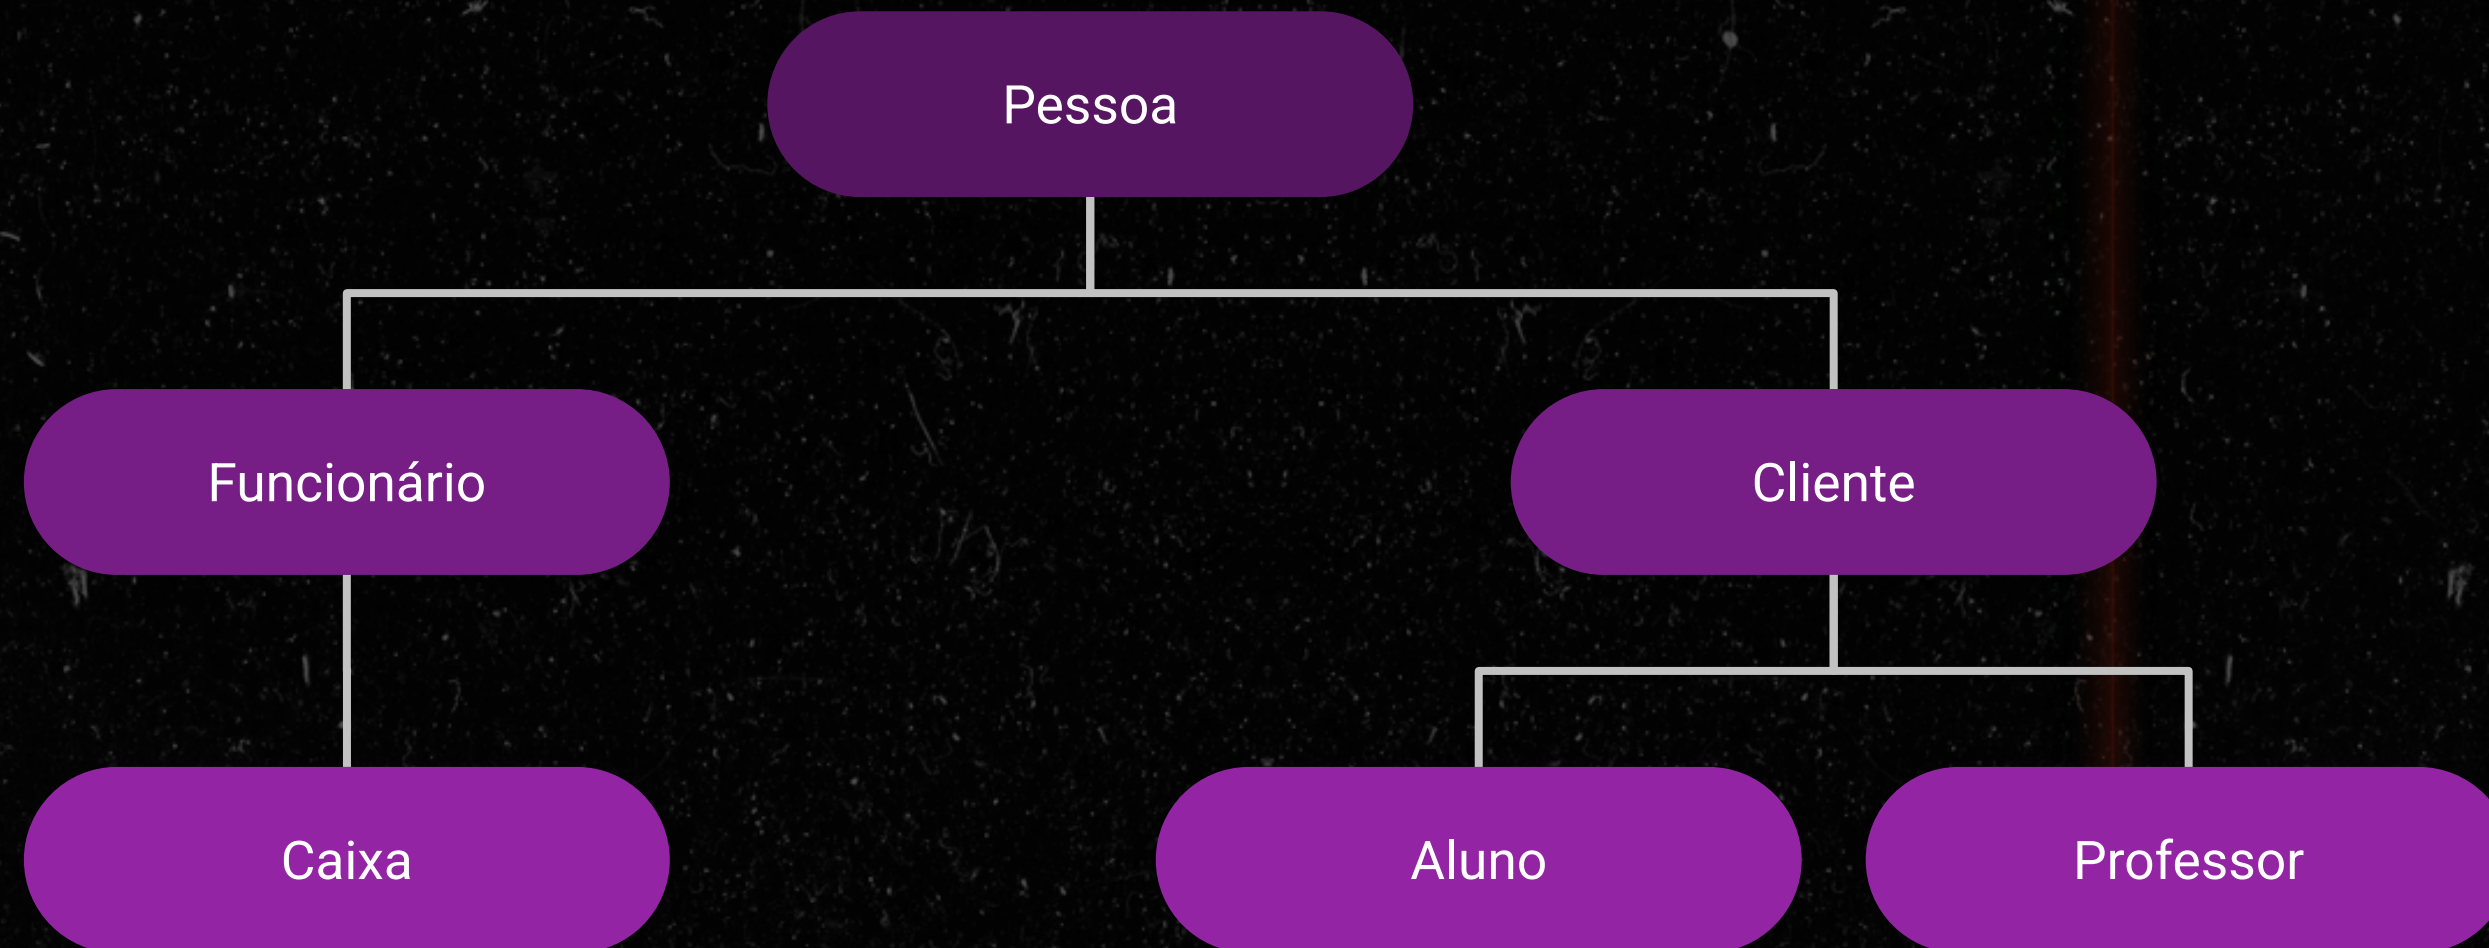 Pessoa
Funcionário
Cliente
Caixa
Aluno
Professor